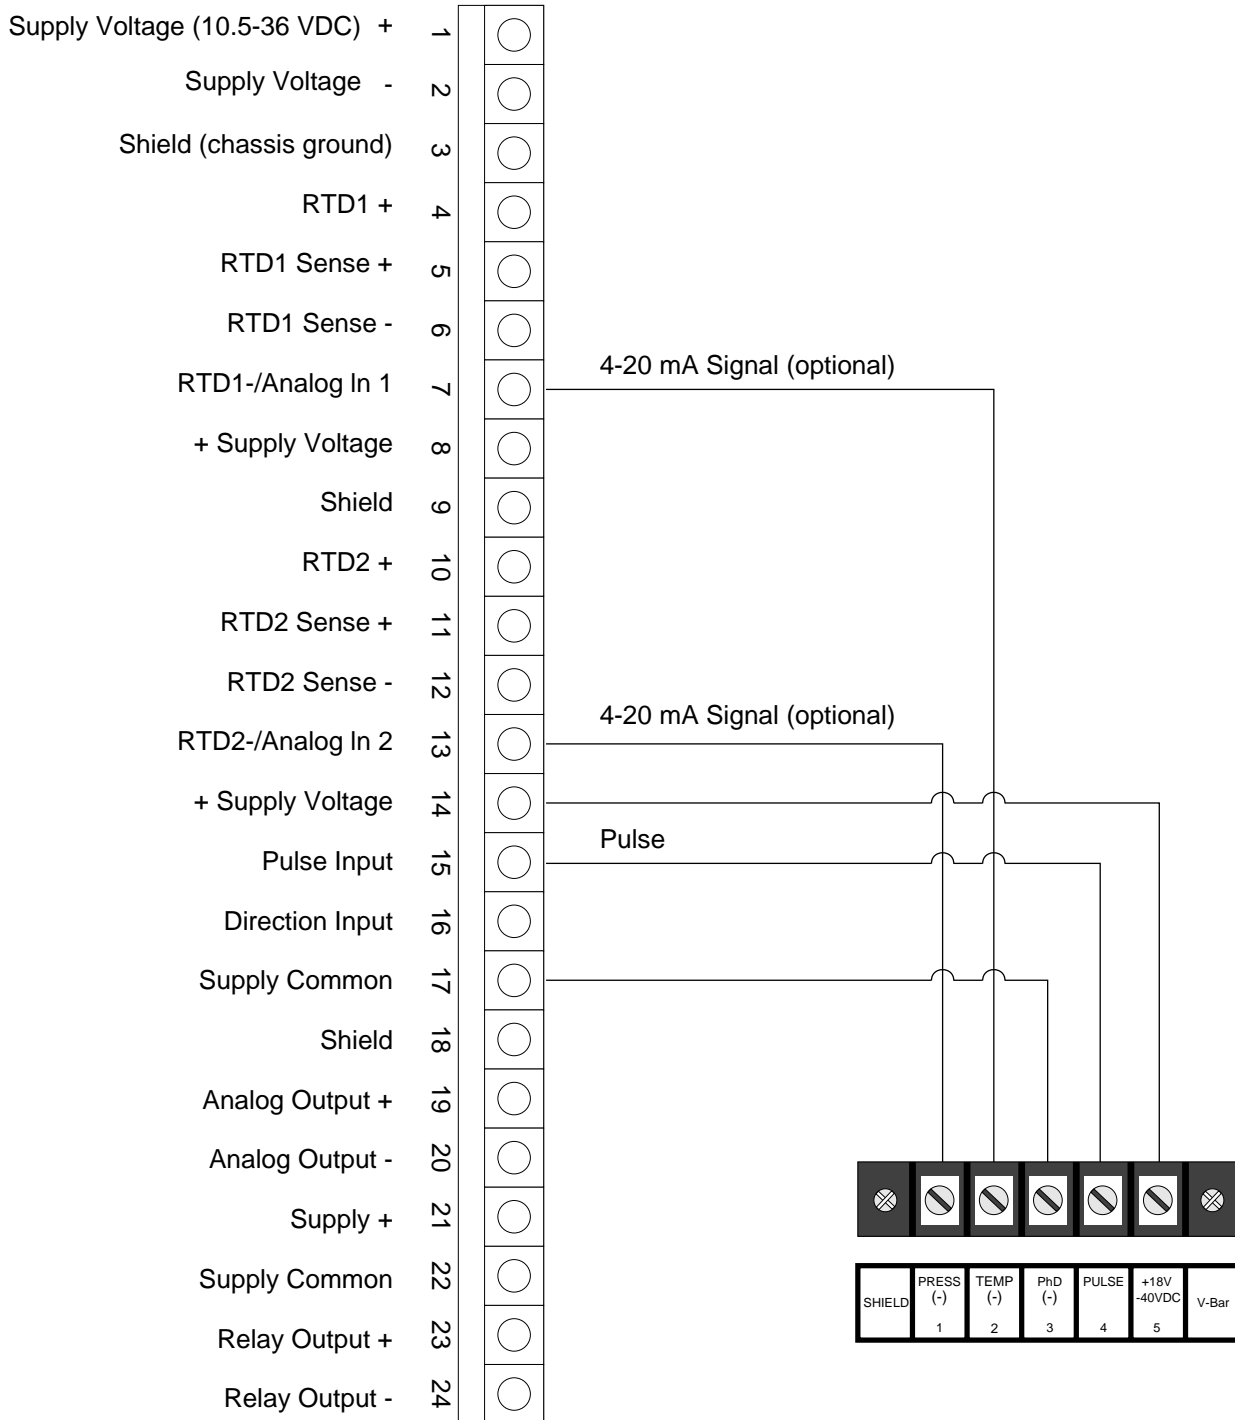 Supply Voltage (10.5-36 VDC) + 1
Supply Voltage - 2
Shield (chassis ground) 3
RTD1 + 4
RTD1 Sense + 5
RTD1 Sense - 6
RTD1-/Analog In 1 7
4-20 mA Signal (optional)
+ Supply Voltage 8
Shield 9
RTD2 + 10
RTD2 Sense + 11
RTD2 Sense - 12
4-20 mA Signal (optional)
RTD2-/Analog In 2 13
+ Supply Voltage 14
Pulse
Pulse Input 15
Direction Input 16
Supply Common 17
Shield 18
Analog Output + 19
Analog Output - 20
Supply + 21
Supply Common 22
Relay Output + 23
Relay Output - 24
SHIELD
PRESS
(-)
1
TEMP
(-)
2
PhD
(-)
3
PULSE
4
+18V
-40VDC
5
V-Bar